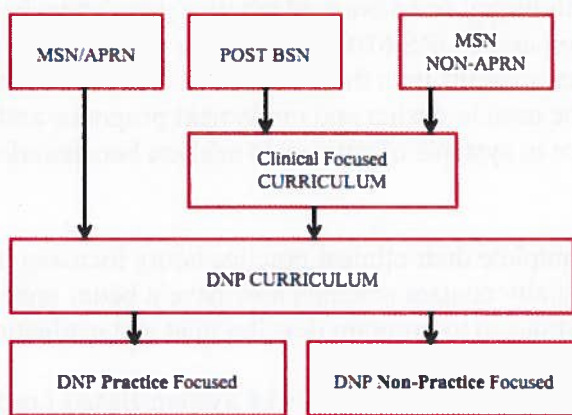 MSN/APRN
POST BSN
MSN
NON-APRN
Clinical Focused
CURRICULUM
DNP CURRICULUM
DNP Practice Focused
DNP Non-Practice Focused